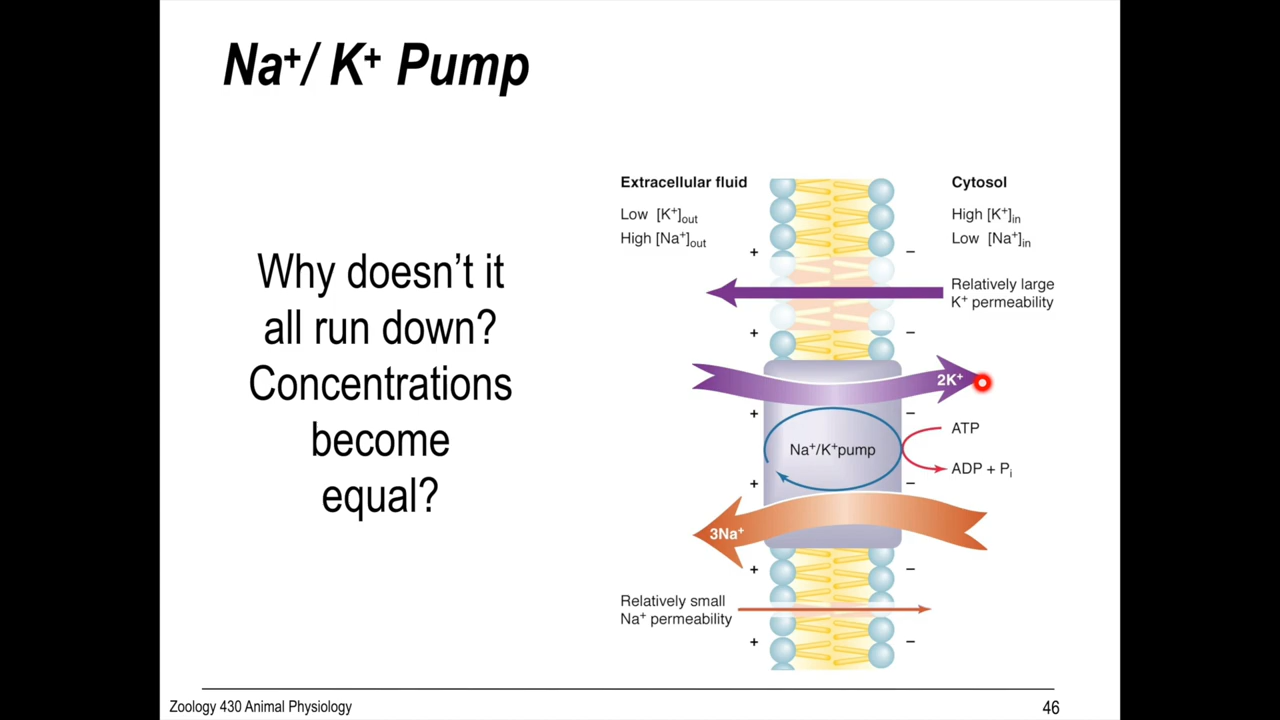 Na⁺/ K⁺ Pump
Why doesn’t it
all run down?
Concentrations
become
equal?
Extracellular fluid
Low [K⁺]out
High [Na⁺]out
Cytosol
High [K⁺]in
Low [Na⁺]in
+ −
Relatively large
K⁺ permeability
+ −
2K⁺
+ −
ATP
Na⁺/K⁺pump
ADP + Pi
+ −
3Na⁺
+ −
Relatively small
Na⁺ permeability
+ −
Zoology 430 Animal Physiology
46